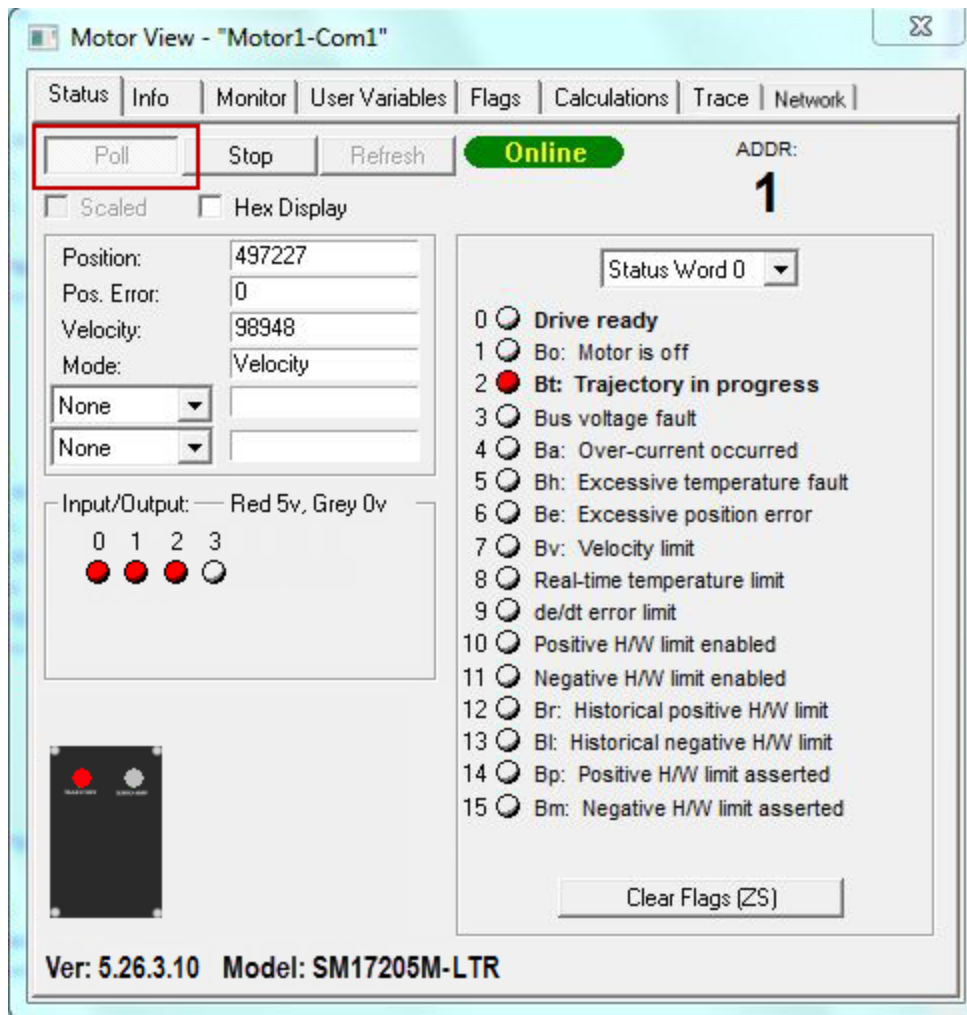 Motor View - "Motor1-Com1"
Status Info Monitor User Variables Flags Calculations Trace Network
Poll Stop Refresh Online ADDR:
1
Scaled Hex Display
Position: 497227
Pos. Error: 0
Velocity: 98948
Mode: Velocity
None
None
Input/Output: Red 5v, Grey 0v
0 1 2 3
Status Word 0
0 Drive ready
1 Bo: Motor is off
2 Bt: Trajectory in progress
3 Bus voltage fault
4 Ba: Over-current occurred
5 Bh: Excessive temperature fault
6 Be: Excessive position error
7 Bv: Velocity limit
8 Real-time temperature limit
9 de/dt error limit
10 Positive H/W limit enabled
11 Negative H/W limit enabled
12 Br: Historical positive H/W limit
13 Bl: Historical negative H/W limit
14 Bp: Positive H/W limit asserted
15 Bm: Negative H/W limit asserted
Clear Flags (ZS)
Ver: 5.26.3.10 Model: SM17205M-LTR